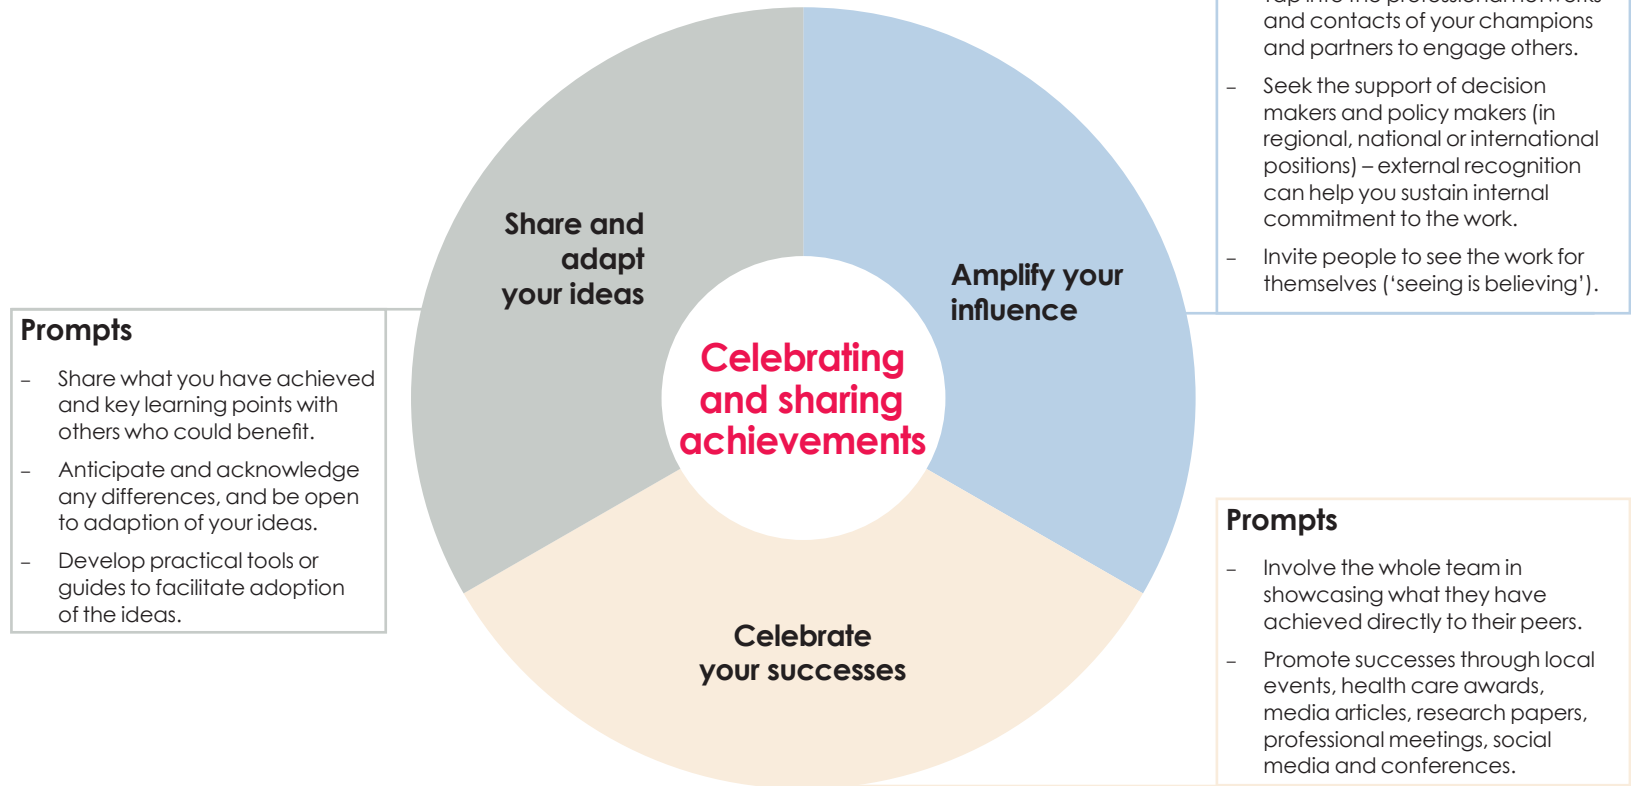 and contacts of your champions
and partners to engage others.
– Seek the support of decision
makers and policy makers (in
regional, national or international
positions) – external recognition
can help you sustain internal
commitment to the work.
– Invite people to see the work for
themselves (‘seeing is believing’).
Share and
adapt
your ideas
Amplify your
influence
Celebrating
and sharing
achievements
Celebrate
your successes
Prompts
– Share what you have achieved
and key learning points with
others who could benefit.
– Anticipate and acknowledge
any differences, and be open
to adaption of your ideas.
– Develop practical tools or
guides to facilitate adoption
of the ideas.
Prompts
– Involve the whole team in
showcasing what they have
achieved directly to their peers.
– Promote successes through local
events, health care awards,
media articles, research papers,
professional meetings, social
media and conferences.